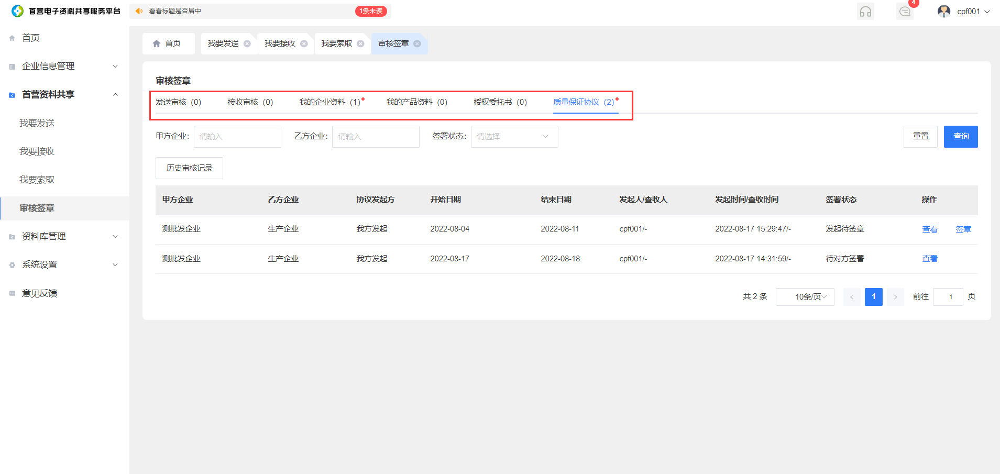 首营电子资料共享服务平台
看看标题是否居中
1条未读
4
cpf001
首页
企业信息管理
首营资料共享
我要发送
我要接收
我要索取
审核签章
资料库管理
系统设置
意见反馈
首页 我要发送 我要接收 我要索取 审核签章
审核签章
发送审核 (0) 接收审核 (0) 我的企业资料 (1) 我的产品资料 (0) 授权委托书 (0) 质量保证协议 (2)
甲方企业: 请输入 乙方企业: 请输入 签署状态: 请选择 重置 查询
历史审核记录
甲方企业 乙方企业 协议发起方 开始日期 结束日期 发起人/查收人 发起时间/查收时间 签署状态 操作
测批发企业 生产企业 我方发起 2022-08-04 2022-08-11 cpf001/- 2022-08-17 15:29:47/- 发起待签章 查看 签章
测批发企业 生产企业 我方发起 2022-08-17 2022-08-18 cpf001/- 2022-08-17 14:31:59/- 待对方签署 查看
共 2 条 10条/页 1 前往 1 页